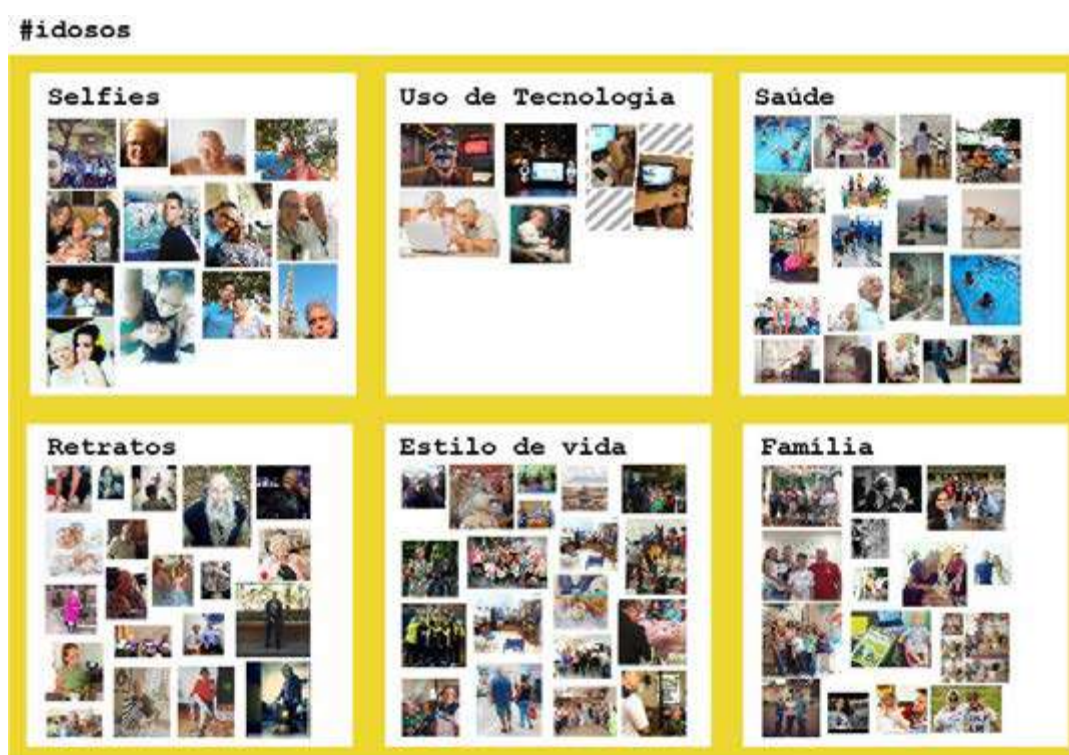 #idosos
Selfies
Uso de Tecnologia
Saúde
Retratos
Estilo de vida
Família